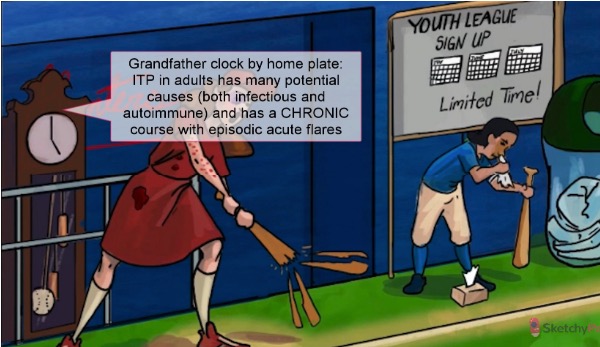 YOUTH LEAGUE
SIGN UP
Limited Time!
Grandfather clock by home plate:
ITP in adults has many potential
causes (both infectious and
autoimmune) and has a CHRONIC
course with episodic acute flares